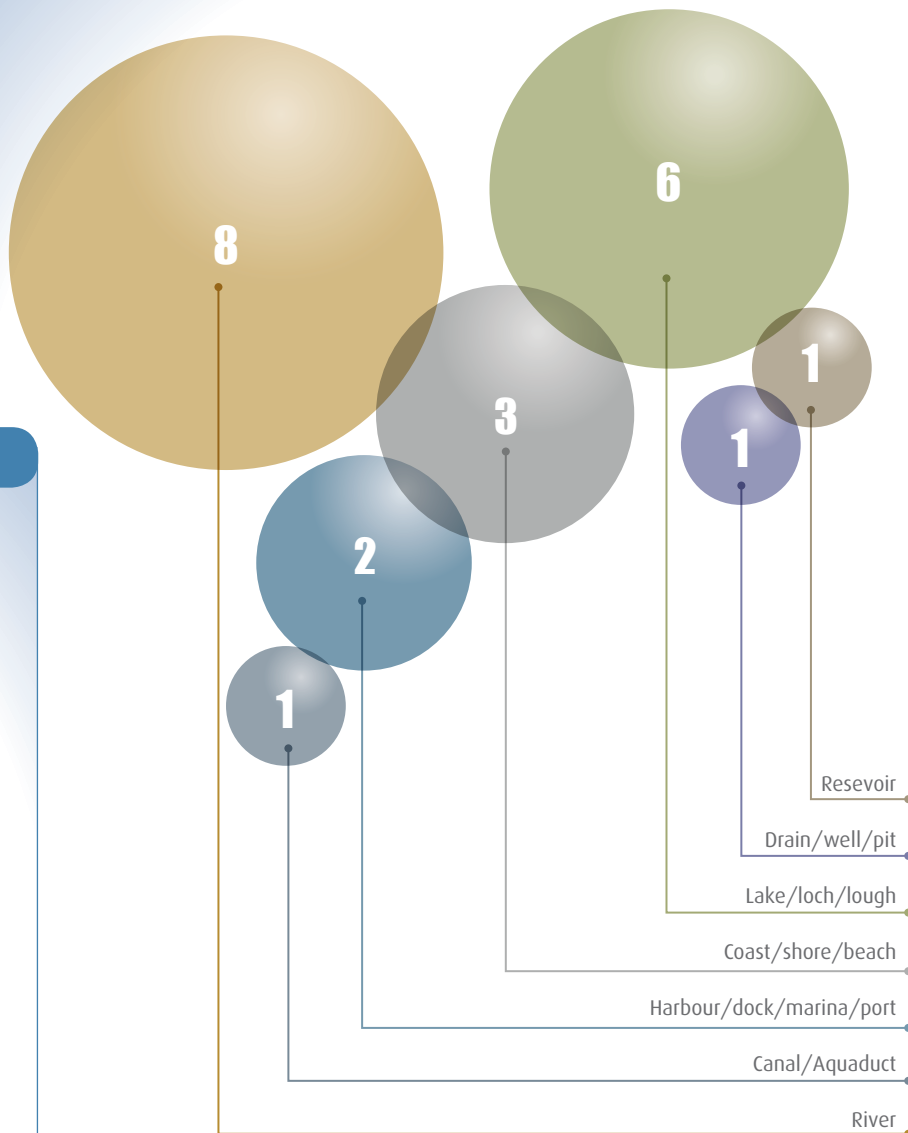 6
8
1
3
1
2
1
Resevoir
Drain/well/pit
Lake/loch/lough
Coast/shore/beach
Harbour/dock/marina/port
Canal/Aquaduct
River